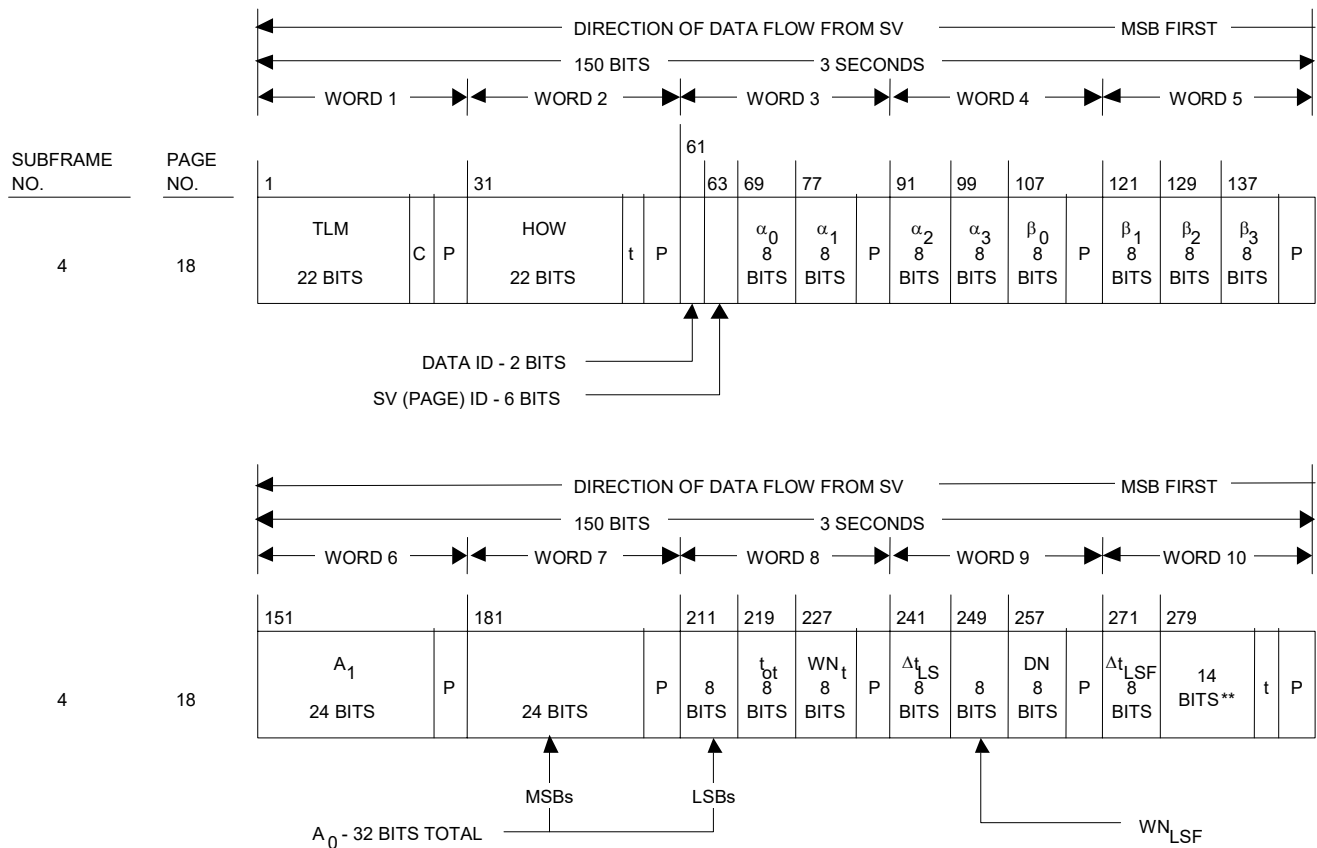 DIRECTION OF DATA FLOW FROM SV MSB FIRST
150 BITS 3 SECONDS
WORD 1 WORD 2 WORD 3 WORD 4 WORD 5
SUBFRAME NO. PAGE NO.
61
1 31 63 69 77 91 99 107 121 129 137
4 18
TLM 22 BITS C P HOW 22 BITS t P α0 8 BITS α1 8 BITS P α2 8 BITS α3 8 BITS β0 8 BITS P β1 8 BITS β2 8 BITS β3 8 BITS P
DATA ID - 2 BITS
SV (PAGE) ID - 6 BITS
DIRECTION OF DATA FLOW FROM SV MSB FIRST
150 BITS 3 SECONDS
WORD 6 WORD 7 WORD 8 WORD 9 WORD 10
151 181 211 219 227 241 249 257 271 279
4 18
A1 24 BITS P 24 BITS P 8 BITS tot 8 BITS WNt 8 BITS P ΔtLS 8 BITS 8 BITS DN 8 BITS P ΔtLSF 8 BITS 14 BITS** t P
MSBs LSBs
A0 - 32 BITS TOTAL
WNLSF